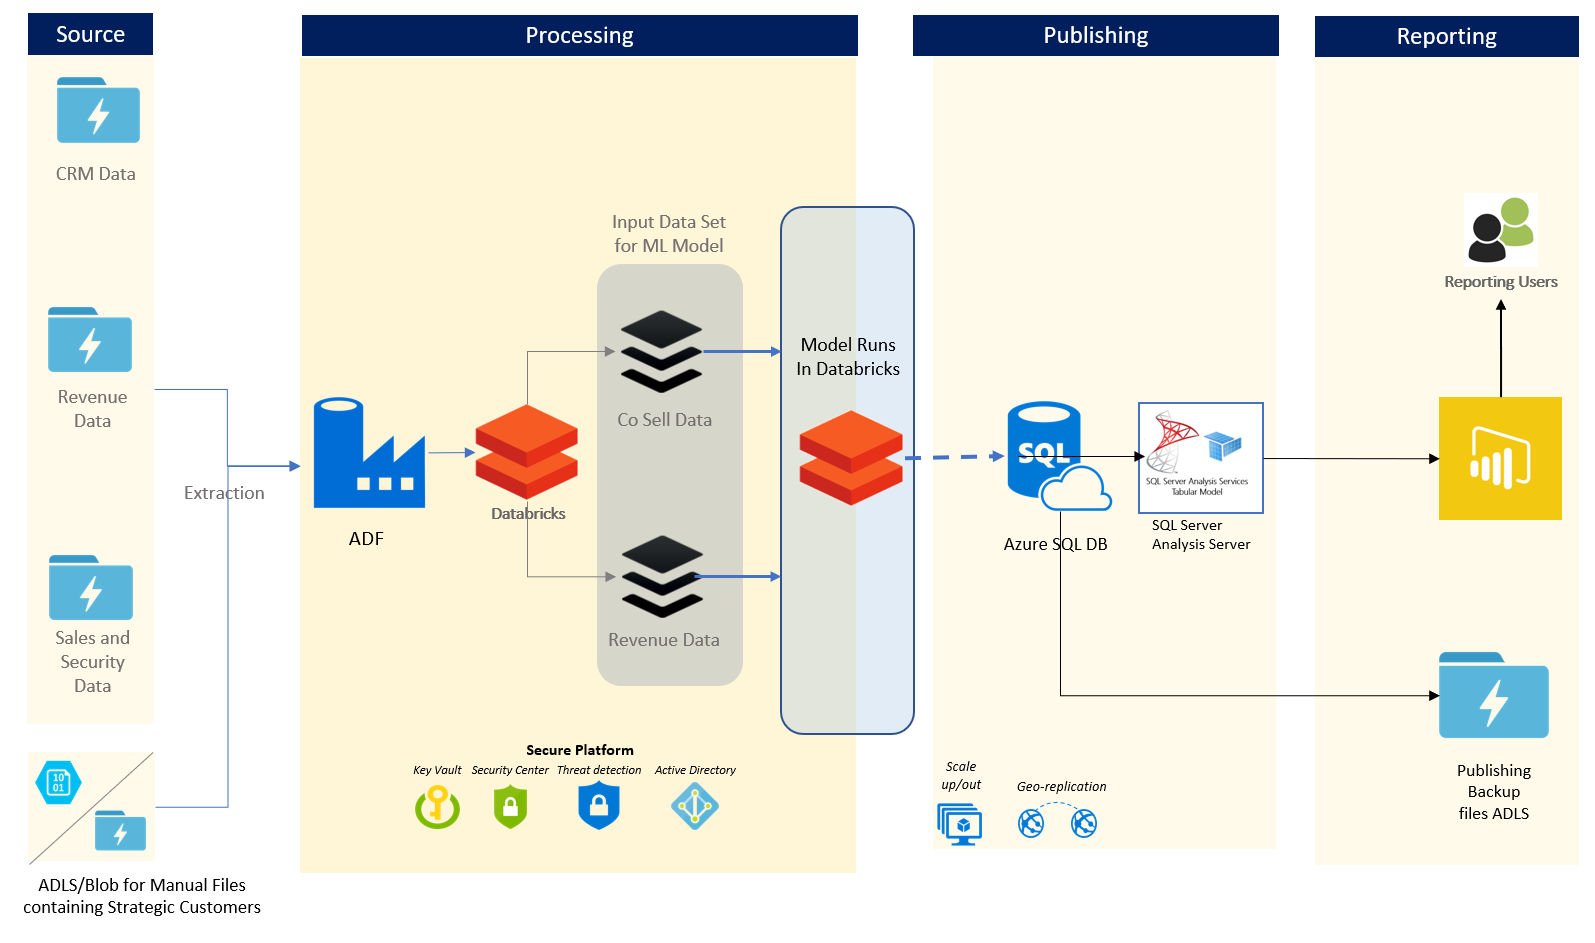 Source
Processing
Publishing
Reporting
CRM Data
Revenue
Data
Sales and
Security
Data
10
01
ADLS/Blob for Manual Files
containing Strategic Customers
Extraction
ADF
Databricks
Input Data Set
for ML Model
Co Sell Data
Revenue Data
Model Runs
In Databricks
Secure Platform
Key Vault
Security Center
Threat detection
Active Directory
SQL
Azure SQL DB
SQL Server Analysis Services
Tabular Model
SQL Server
Analysis Server
Scale
up/out
Geo-replication
Reporting Users
Publishing
Backup
files ADLS